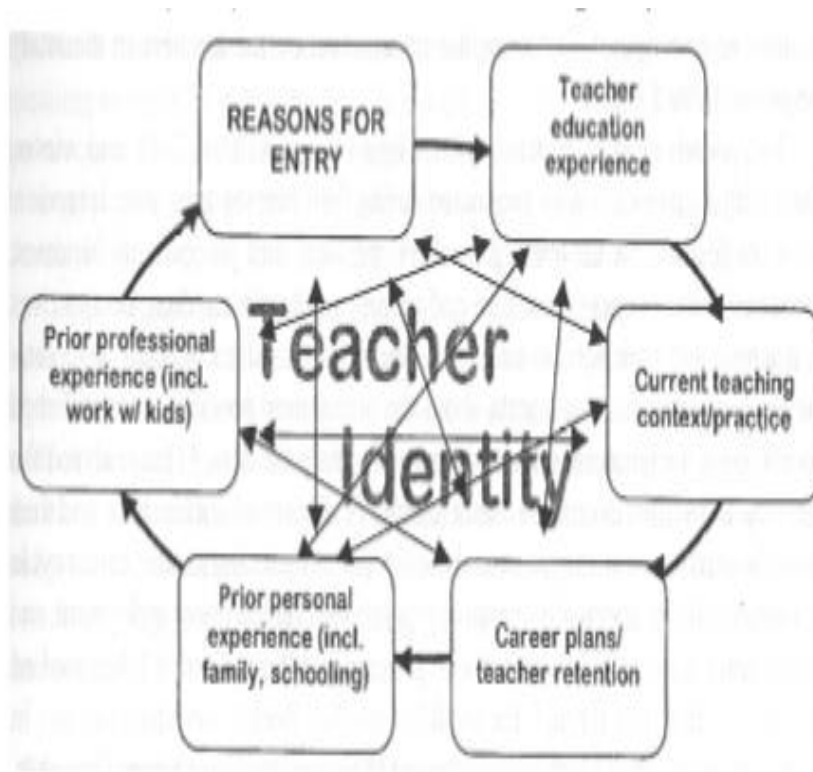 REASONS FOR
ENTRY
Teacher
education
experience
Prior professional
experience (incl.
work w/ kids)
Teacher
Identity
Current teaching
context/practice
Prior personal
experience (incl.
family, schooling)
Career plans/
teacher retention